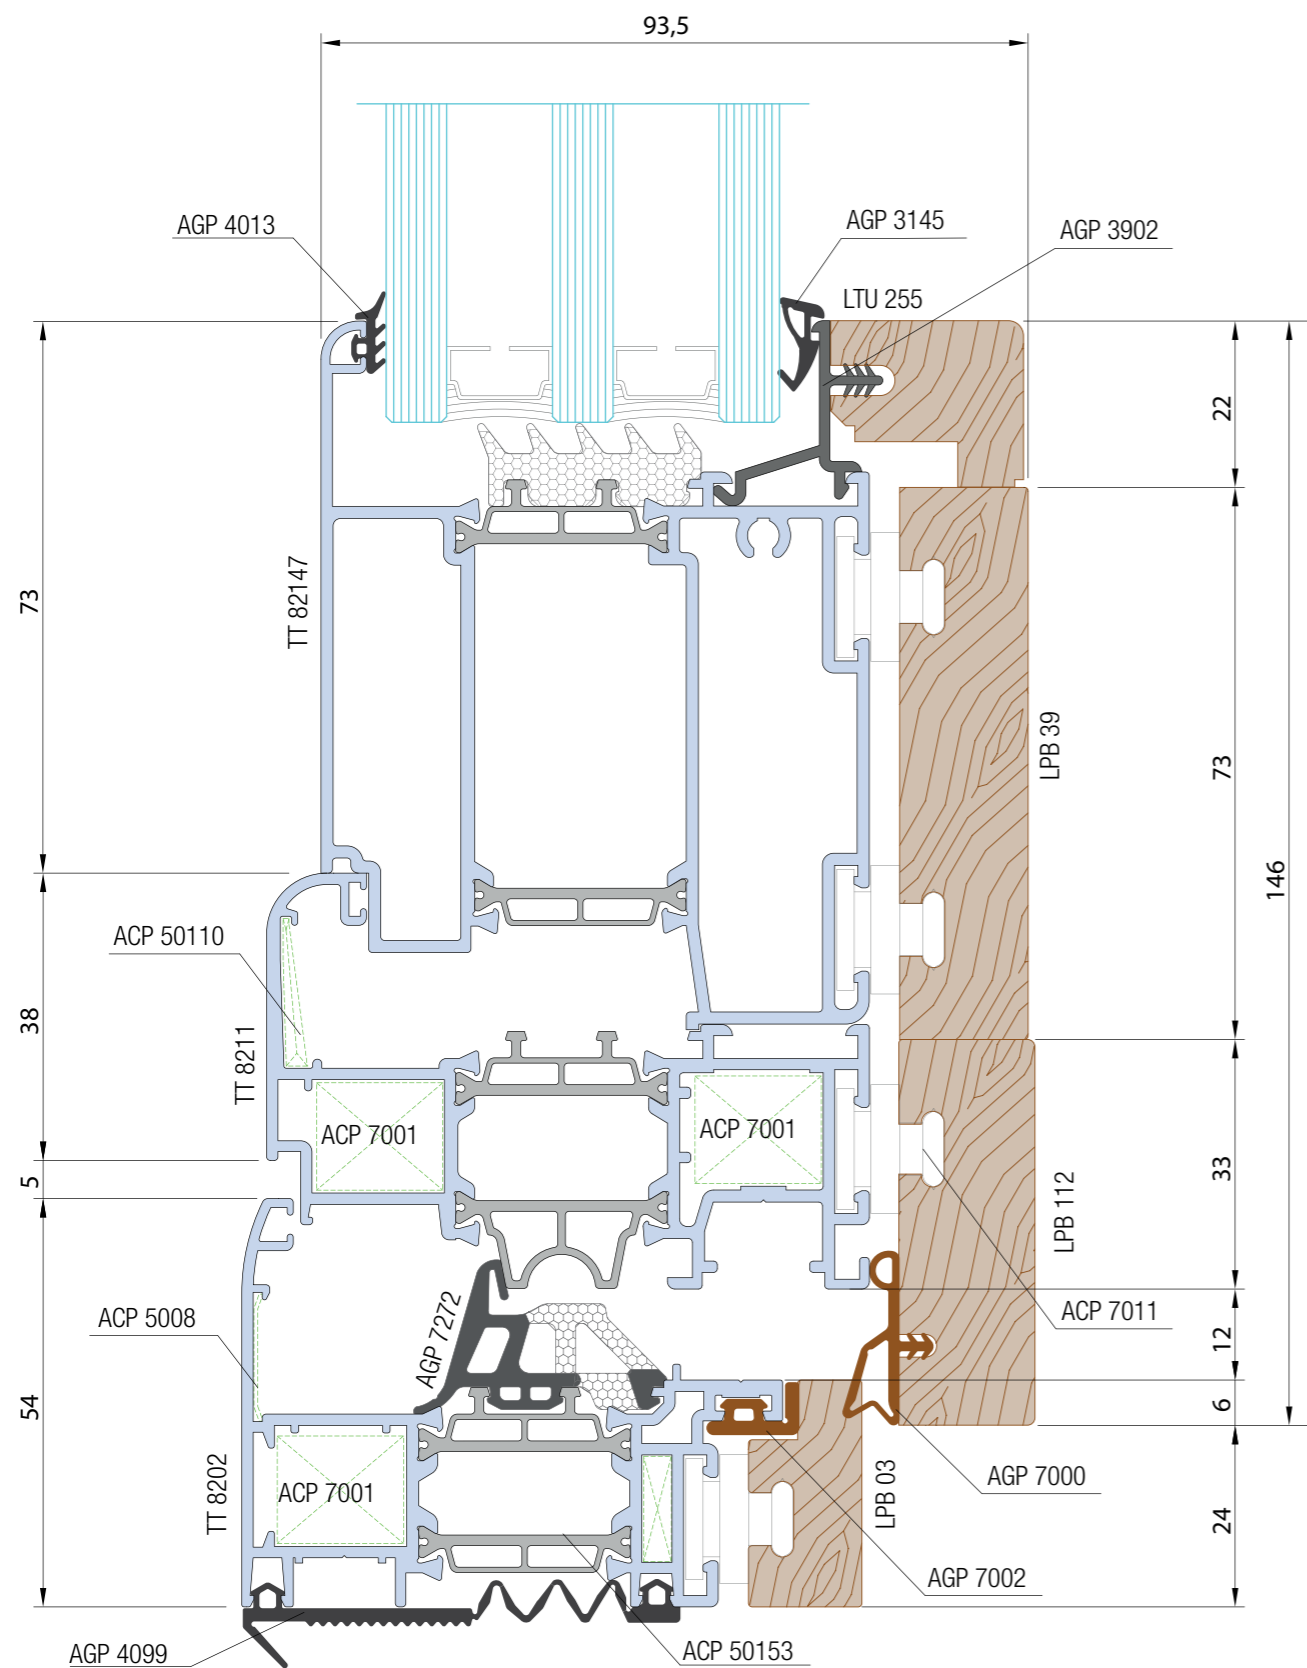 93,5
AGP 4013
AGP 3145
AGP 3902
LTU 255
22
73
TT 82147
LPB 39
73
146
ACP 50110
38
TT 8211
ACP 7001
ACP 7001
33
5
LPB 112
ACP 7011
ACP 5008
AGP 7272
12
54
6
TT 8202
ACP 7001
LPB 03
AGP 7000
24
AGP 7002
AGP 4099
ACP 50153